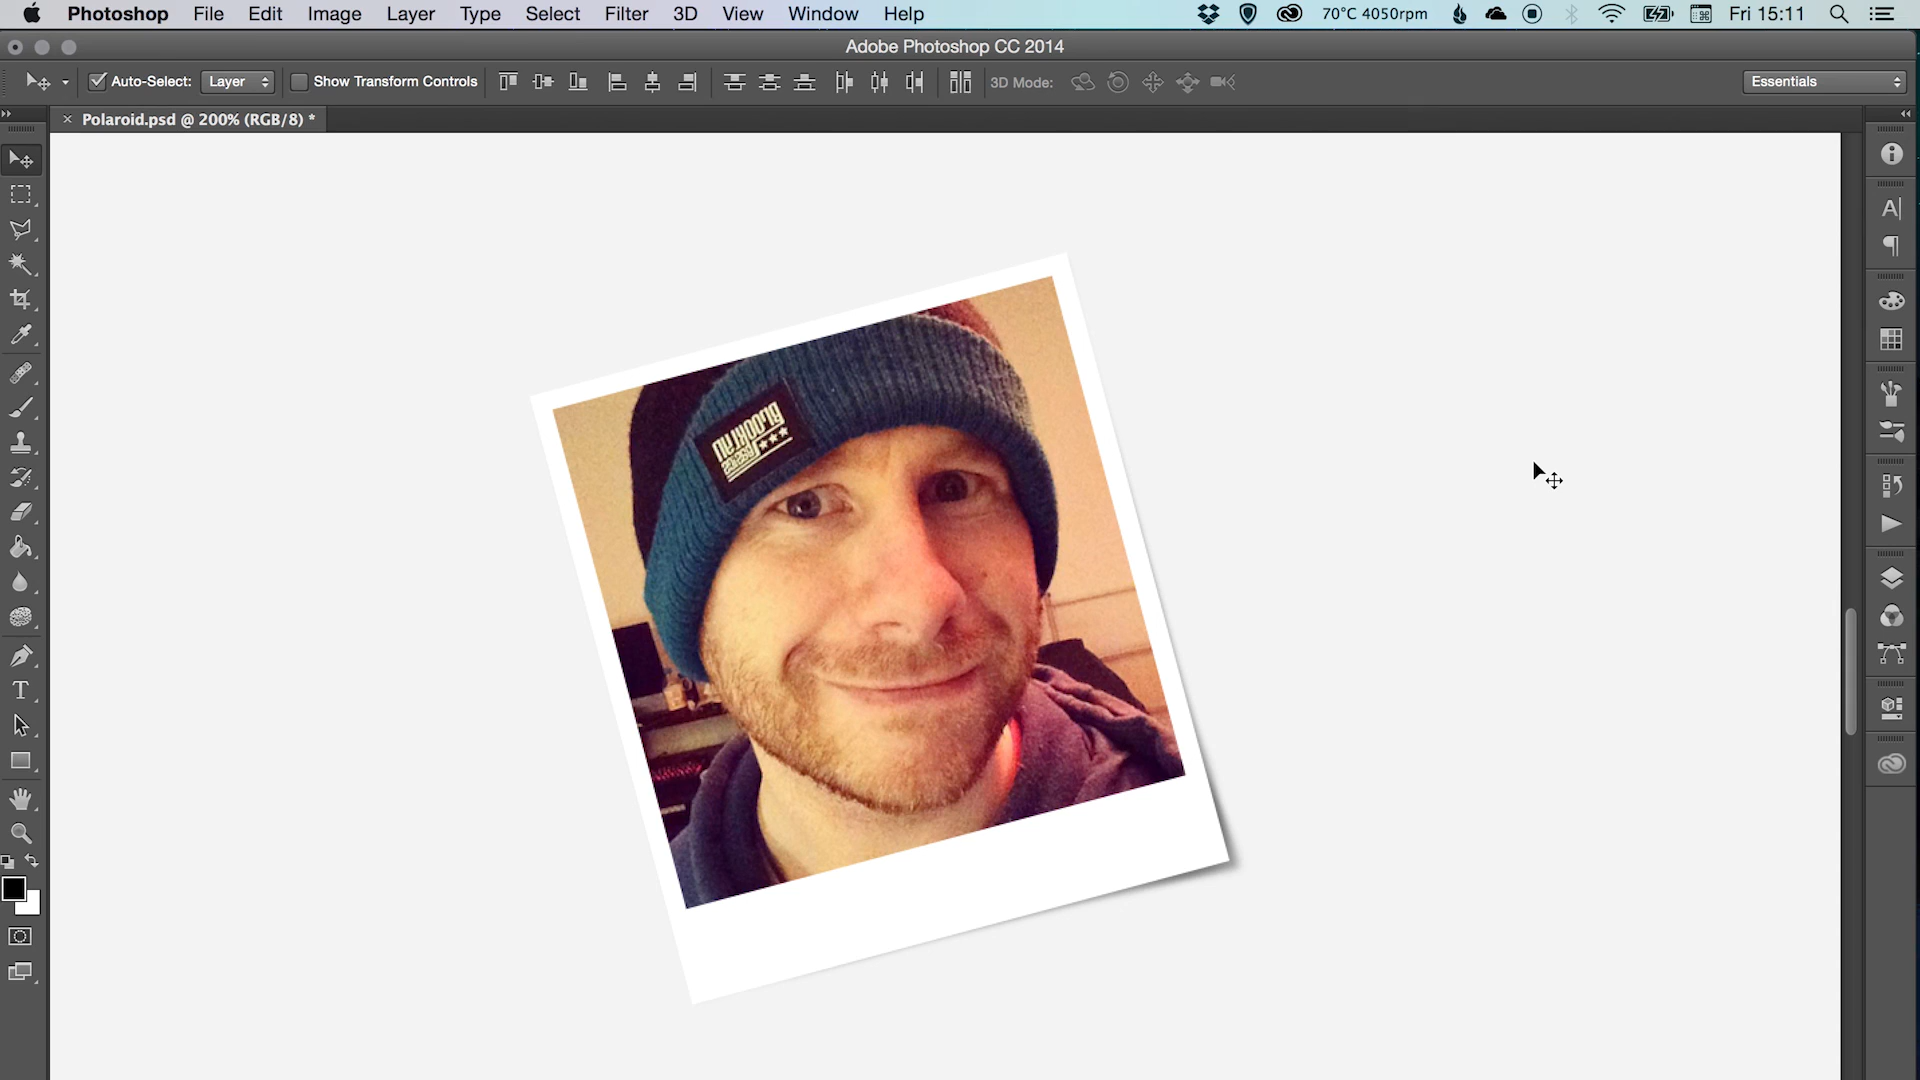 Photoshop File Edit Image Layer Type Select Filter 3D View Window Help 70°C 4050rpm Fri 15:11
Adobe Photoshop CC 2014
Auto-Select: Layer Show Transform Controls 3D Mode: Essentials
× Polaroid.psd @ 200% (RGB/8) *